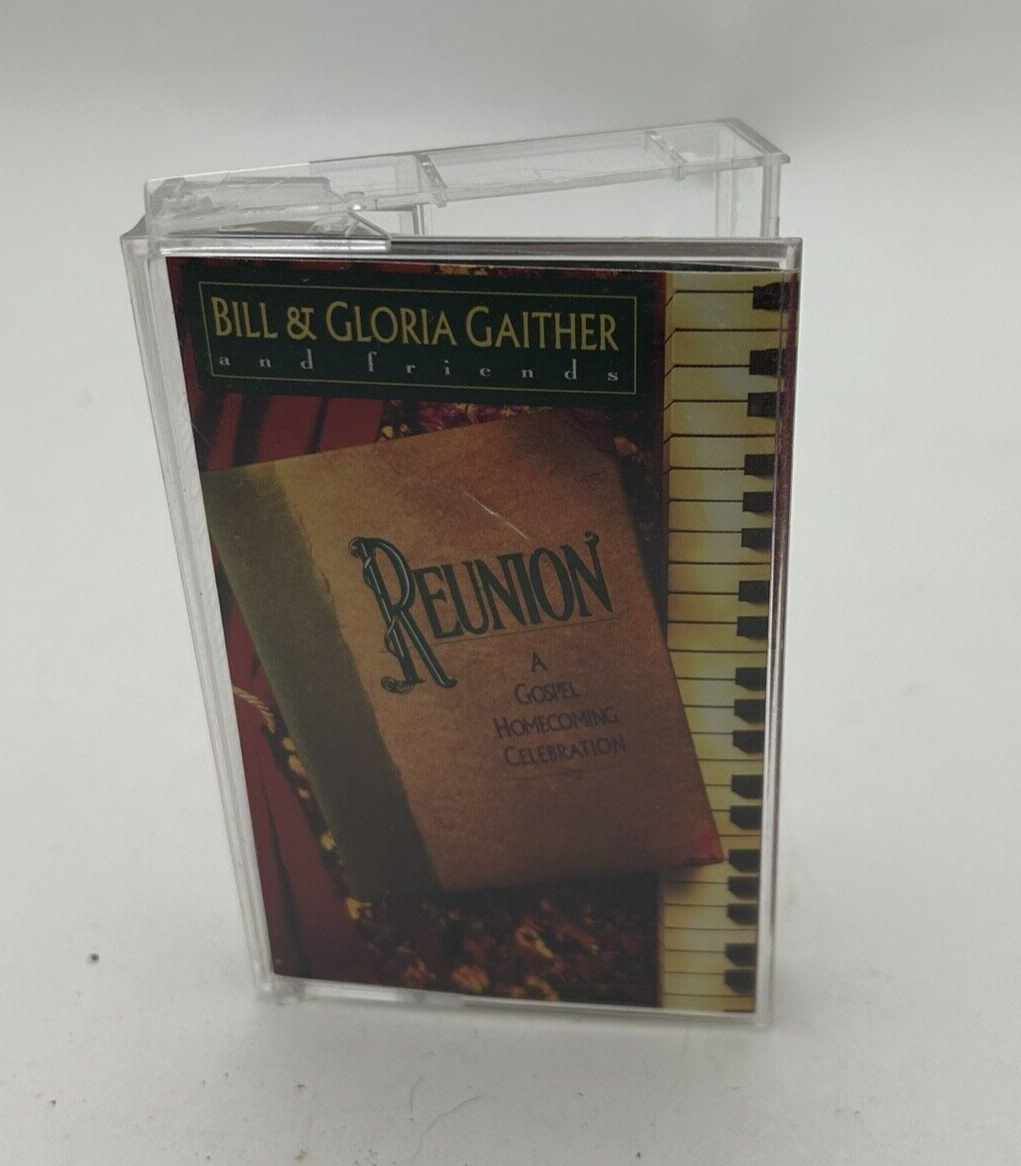 BILL & GLORIA GAITHER
and friends
REUNION
A
GOSPEL
HOMECOMING
CELEBRATION